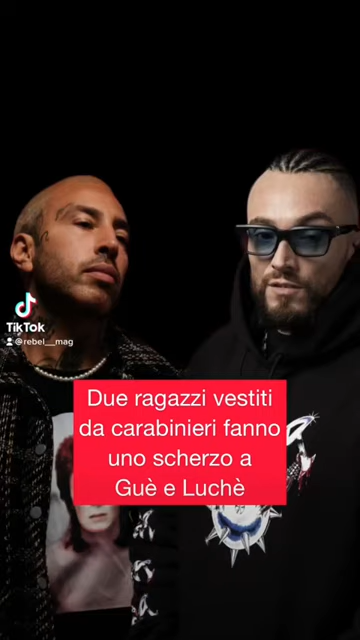 TikTok
@rebel__mag
Due ragazzi vestiti
da carabinieri fanno
uno scherzo a
Guè e Luchè